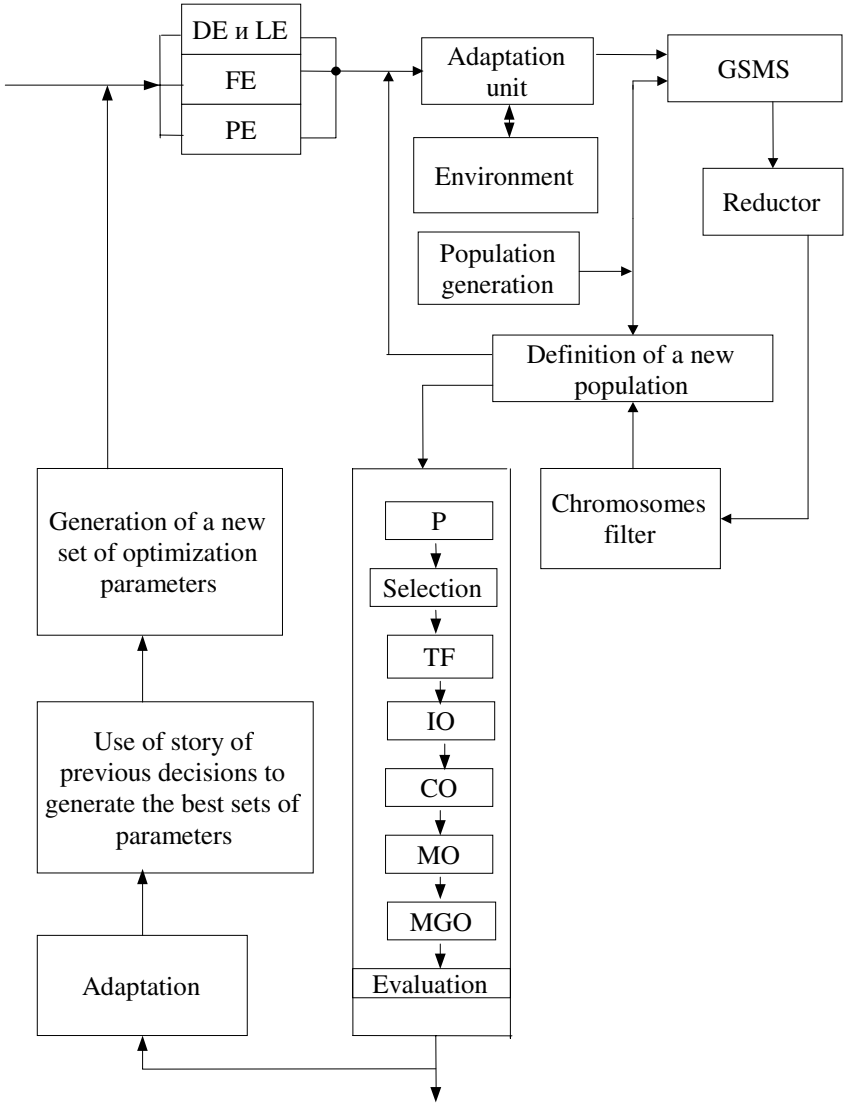 DE и LE
FE
PE
Adaptation
unit
GSMS
Environment
Reductor
Population
generation
Definition of a new
population
Chromosomes
filter
Generation of a new
set of optimization
parameters
P
Selection
TF
IO
CO
MO
MGO
Evaluation
Use of story of
previous decisions to
generate the best sets of
parameters
Adaptation